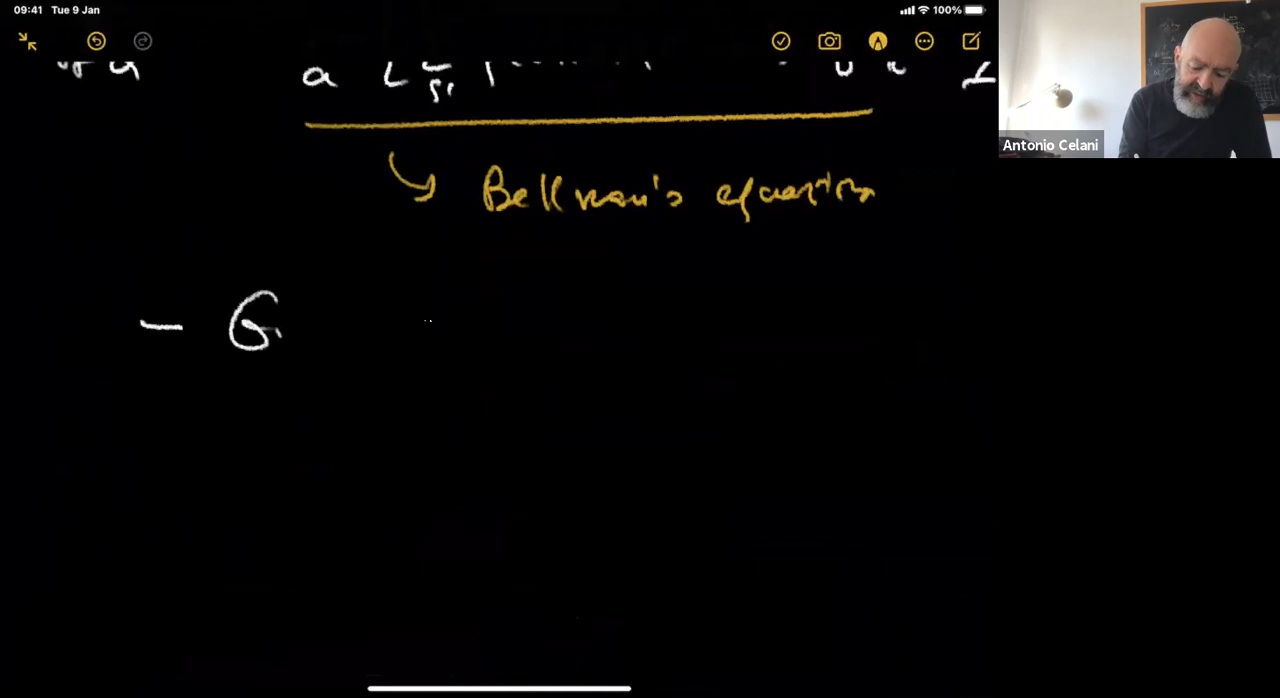 09:41 Tue 9 Jan 100%
a
Antonio Celani
Bellman's equation
- G